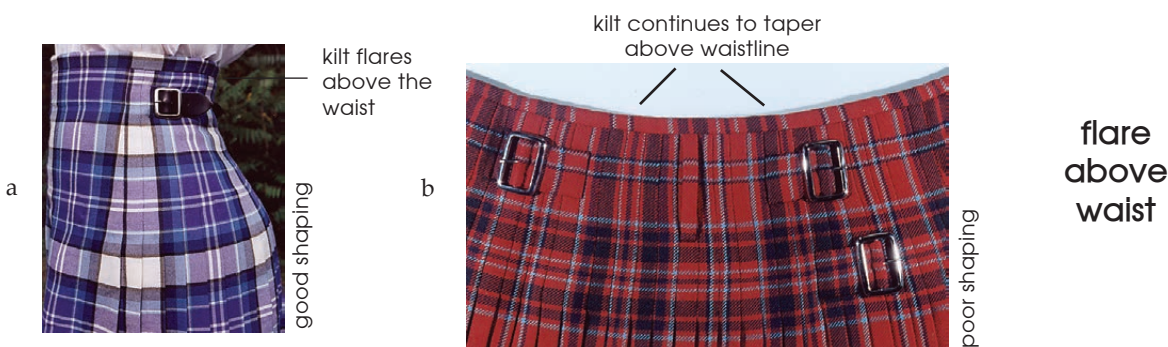 kilt flares
above the
waist
a
good shaping
kilt continues to taper
above waistline
b
poor shaping
flare
above
waist